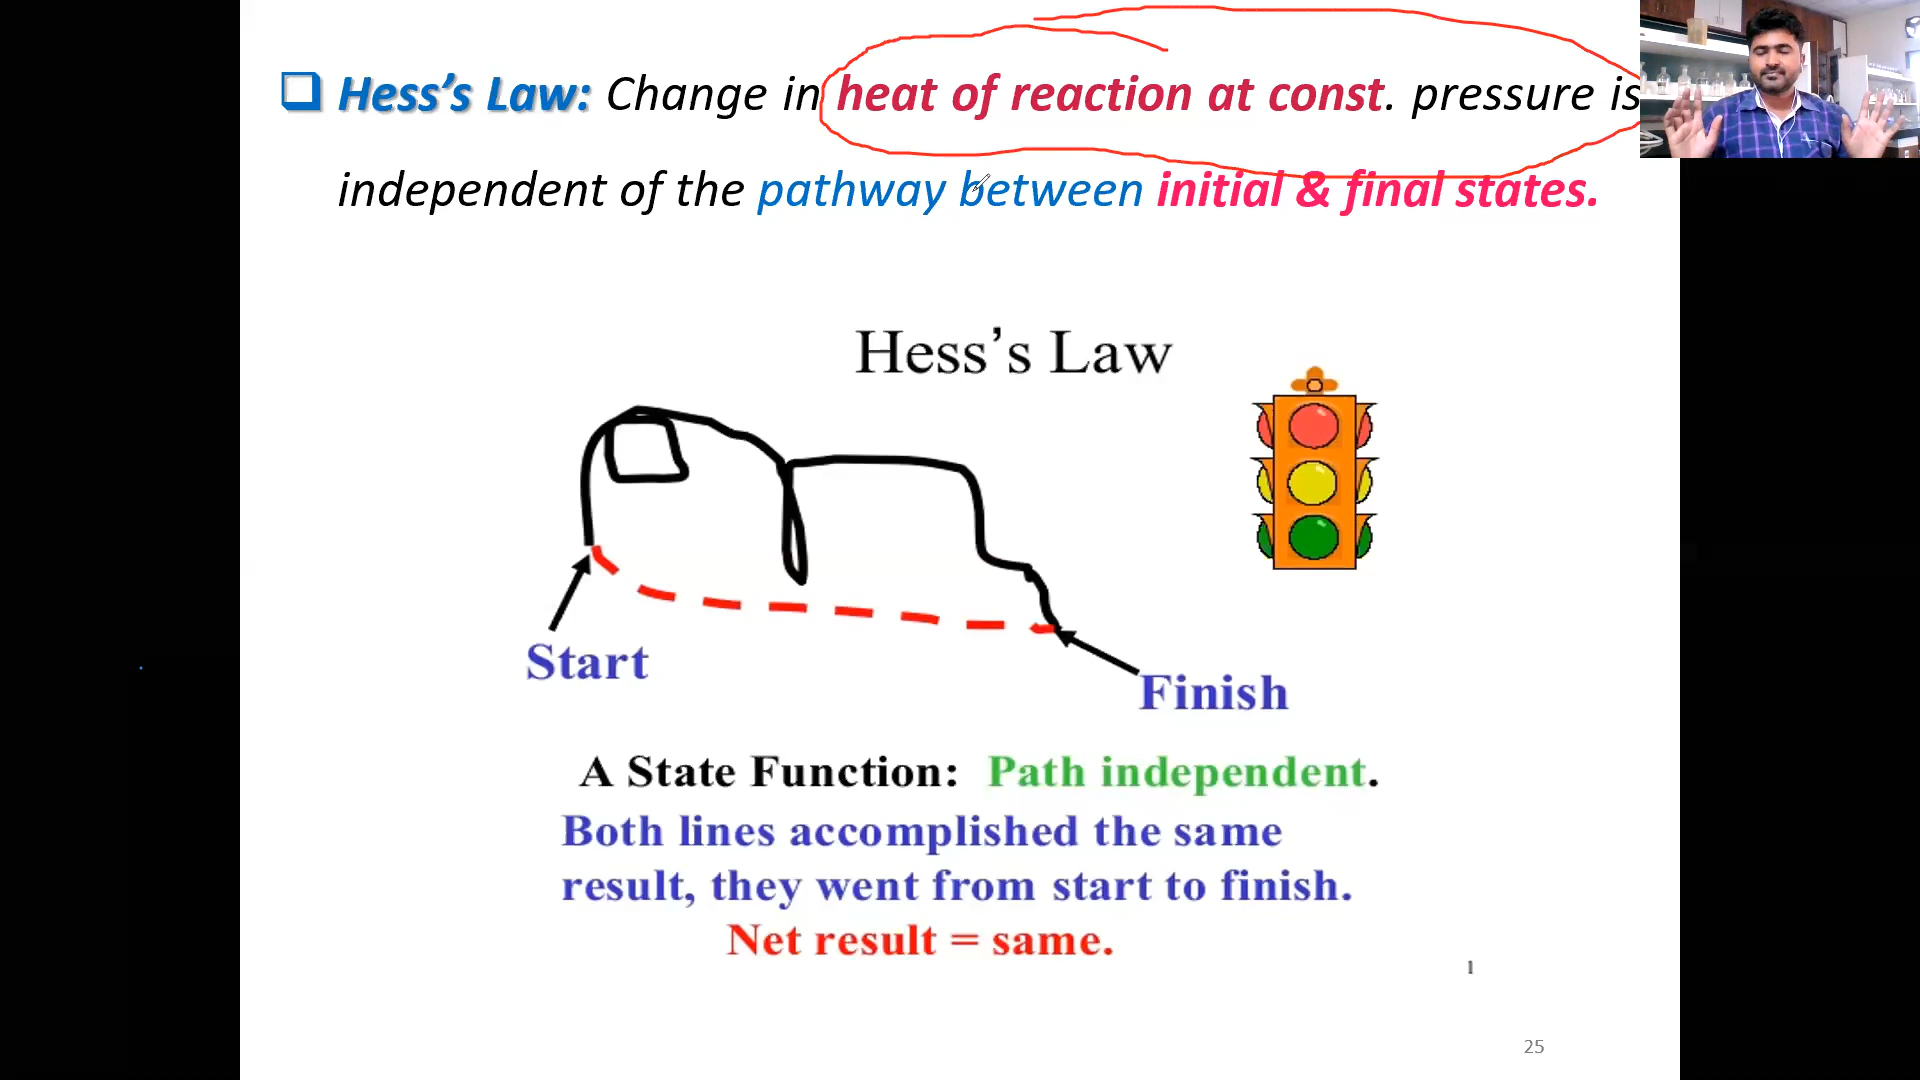 Hess’s Law: Change in heat of reaction at const. pressure is
independent of the pathway between initial & final states.
Hess’s Law
Start
Finish
A State Function: Path independent.
Both lines accomplished the same
result, they went from start to finish.
Net result = same.
1
25